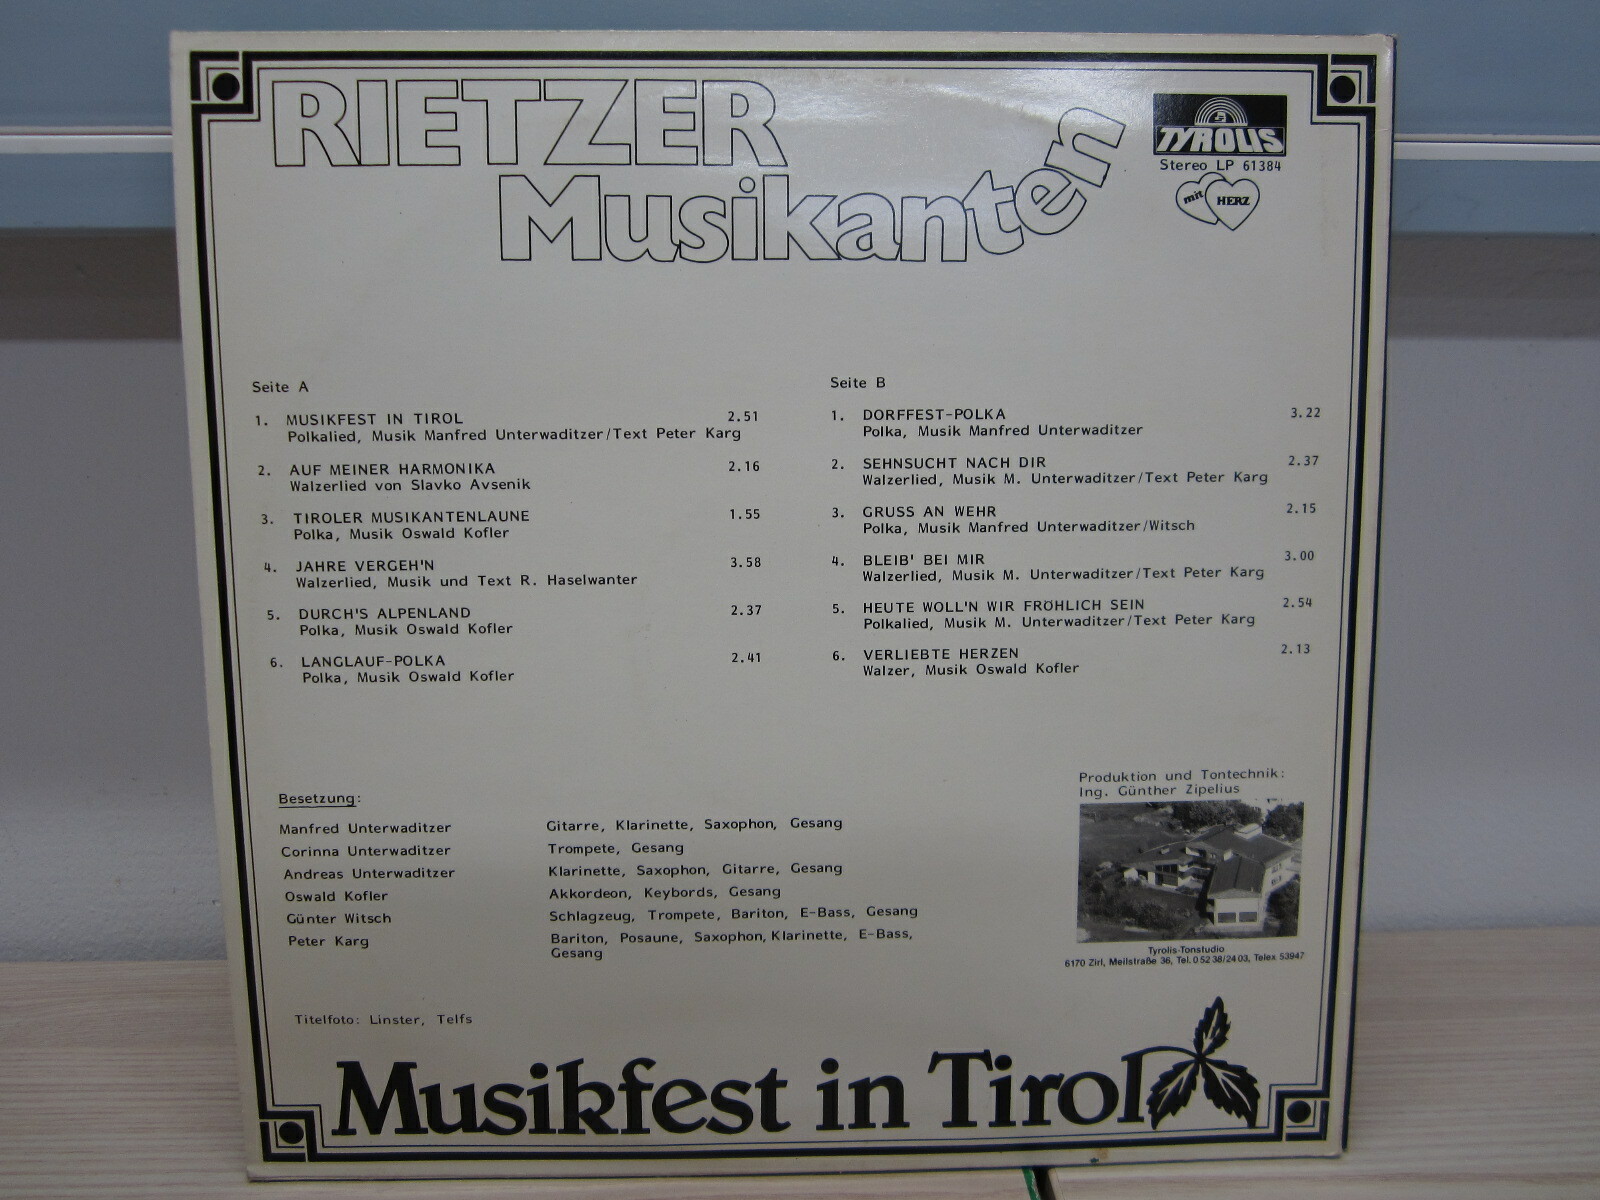 RIETZER
Musikanten
TYROLIS
Stereo LP 61384
mit HERZ
Seite A
1. MUSIKFEST IN TIROL 2.51
Polkalied, Musik Manfred Unterwaditzer/Text Peter Karg
2. AUF MEINER HARMONIKA 2.16
Walzerlied von Slavko Avsenik
3. TIROLER MUSIKANTENLAUNE 1.55
Polka, Musik Oswald Kofler
4. JAHRE VERGEH'N 3.58
Walzerlied, Musik und Text R. Haselwanter
5. DURCH'S ALPENLAND 2.37
Polka, Musik Oswald Kofler
6. LANGLAUF-POLKA 2.41
Polka, Musik Oswald Kofler
Seite B
1. DORFFEST-POLKA 3.22
Polka, Musik Manfred Unterwaditzer
2. SEHNSUCHT NACH DIR 2.37
Walzerlied, Musik M. Unterwaditzer/Text Peter Karg
3. GRUSS AN WEHR 2.15
Polka, Musik Manfred Unterwaditzer/Witsch
4. BLEIB' BEI MIR 3.00
Walzerlied, Musik M. Unterwaditzer/Text Peter Karg
5. HEUTE WOLL'N WIR FRÖHLICH SEIN 2.54
Polkalied, Musik M. Unterwaditzer/Text Peter Karg
6. VERLIEBTE HERZEN 2.13
Walzer, Musik Oswald Kofler
Besetzung:
Manfred Unterwaditzer Gitarre, Klarinette, Saxophon, Gesang
Corinna Unterwaditzer Trompete, Gesang
Andreas Unterwaditzer Klarinette, Saxophon, Gitarre, Gesang
Oswald Kofler Akkordeon, Keybords, Gesang
Günter Witsch Schlagzeug, Trompete, Bariton, E-Bass, Gesang
Peter Karg Bariton, Posaune, Saxophon, Klarinette, E-Bass,
Gesang
Produktion und Tontechnik:
Ing. Günther Zipelius
Tyrolis-Tonstudio
6170 Zirl, Meilstraße 36, Tel. 0 52 38/24 03, Telex 53947
Titelfoto: Linster, Telfs
Musikfest in Tirol